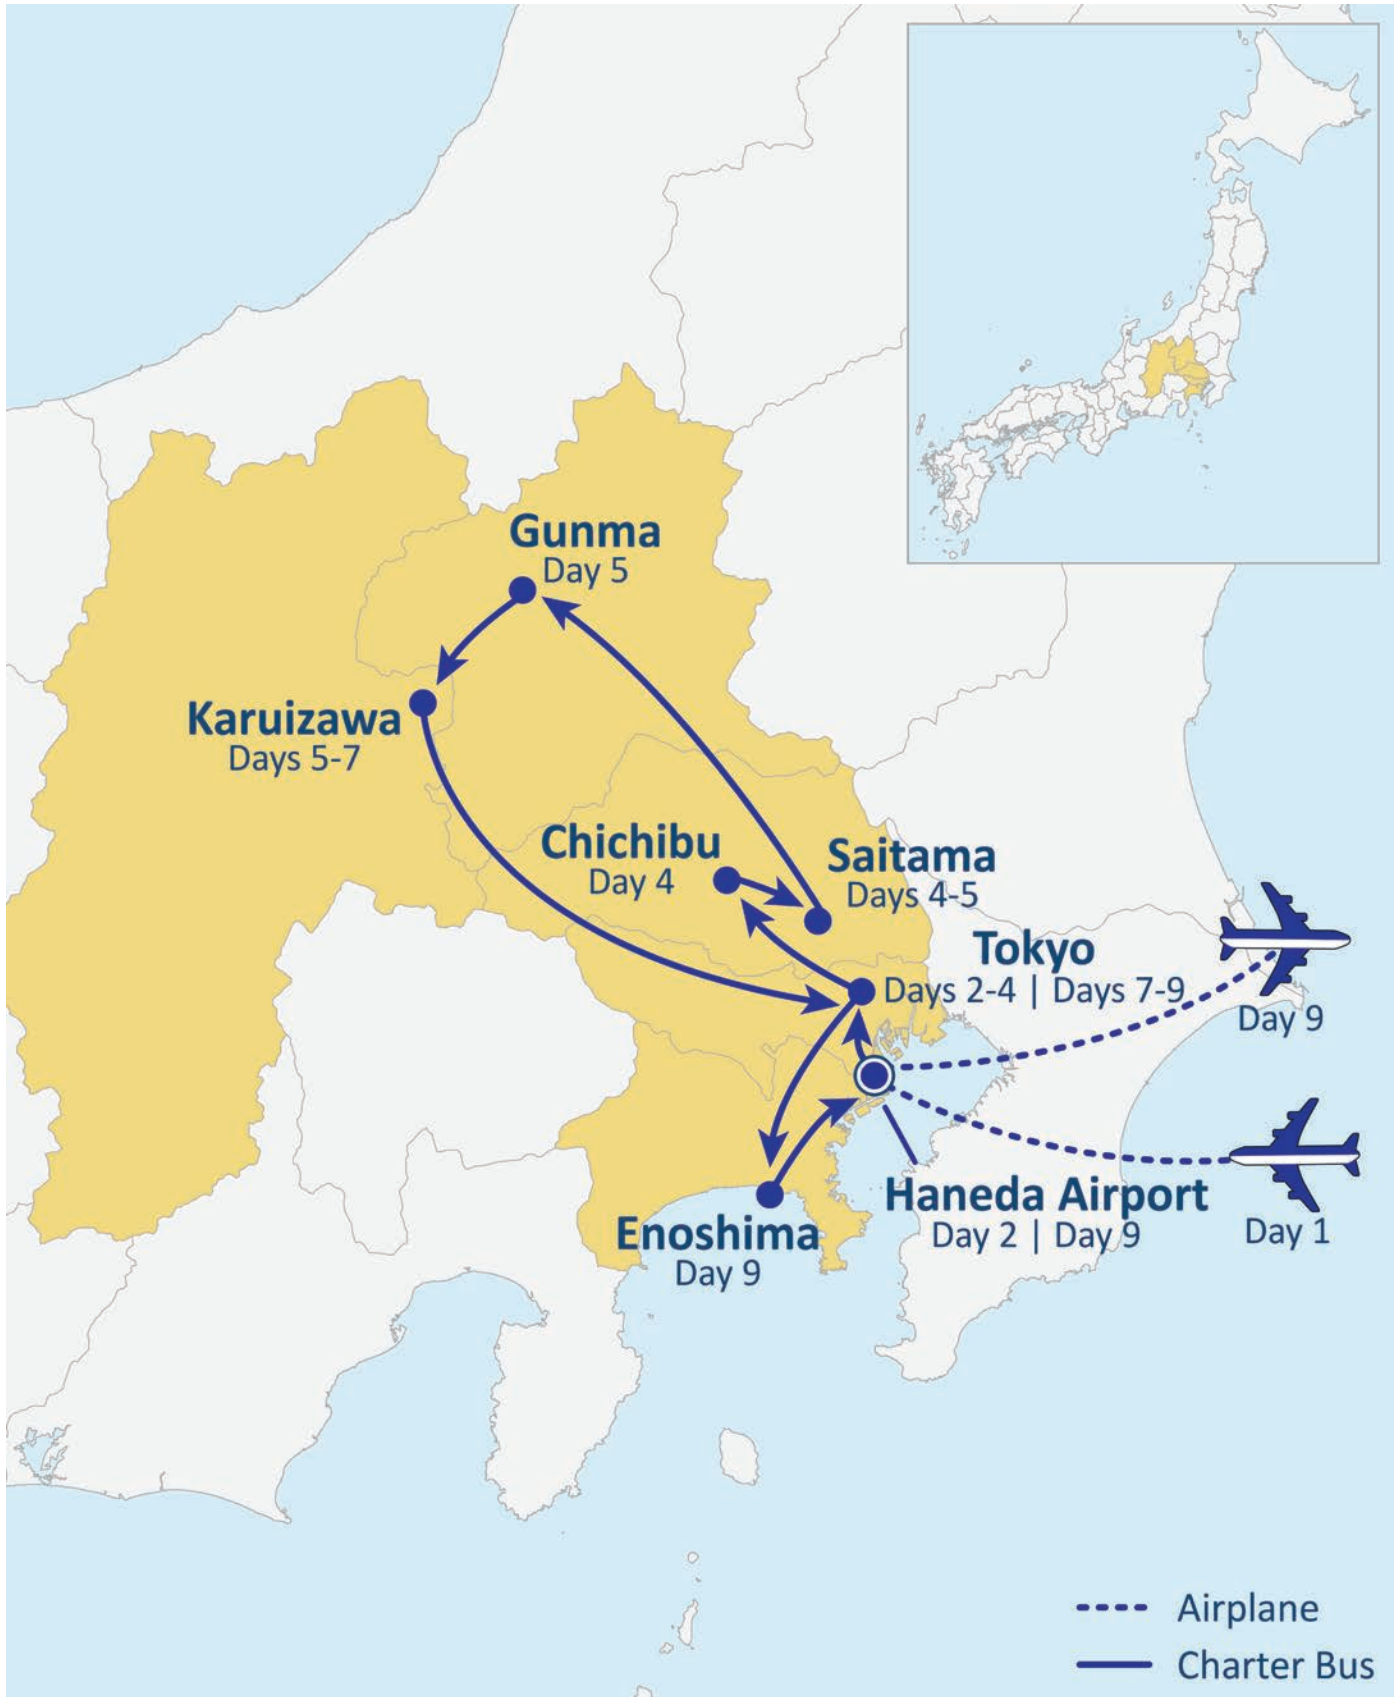 Gunma
Day 5
Karuizawa
Days 5-7
Chichibu
Day 4
Saitama
Days 4-5
Tokyo
Days 2-4 | Days 7-9
Day 9
Haneda Airport
Day 2 | Day 9
Day 1
Enoshima
Day 9
Airplane
Charter Bus